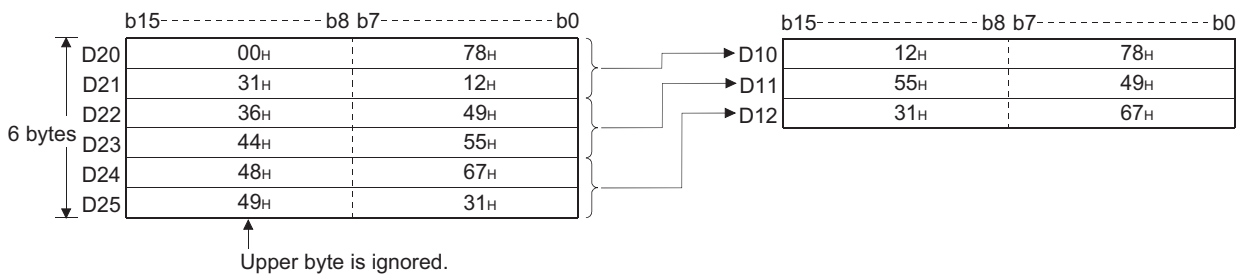 b15 b8 b7 b0 b15 b8 b7 b0
D20 00H 78H D10 12H 78H
D21 31H 12H D11 55H 49H
D22 36H 49H D12 31H 67H
6 bytes D23 44H 55H
D24 48H 67H
D25 49H 31H
Upper byte is ignored.